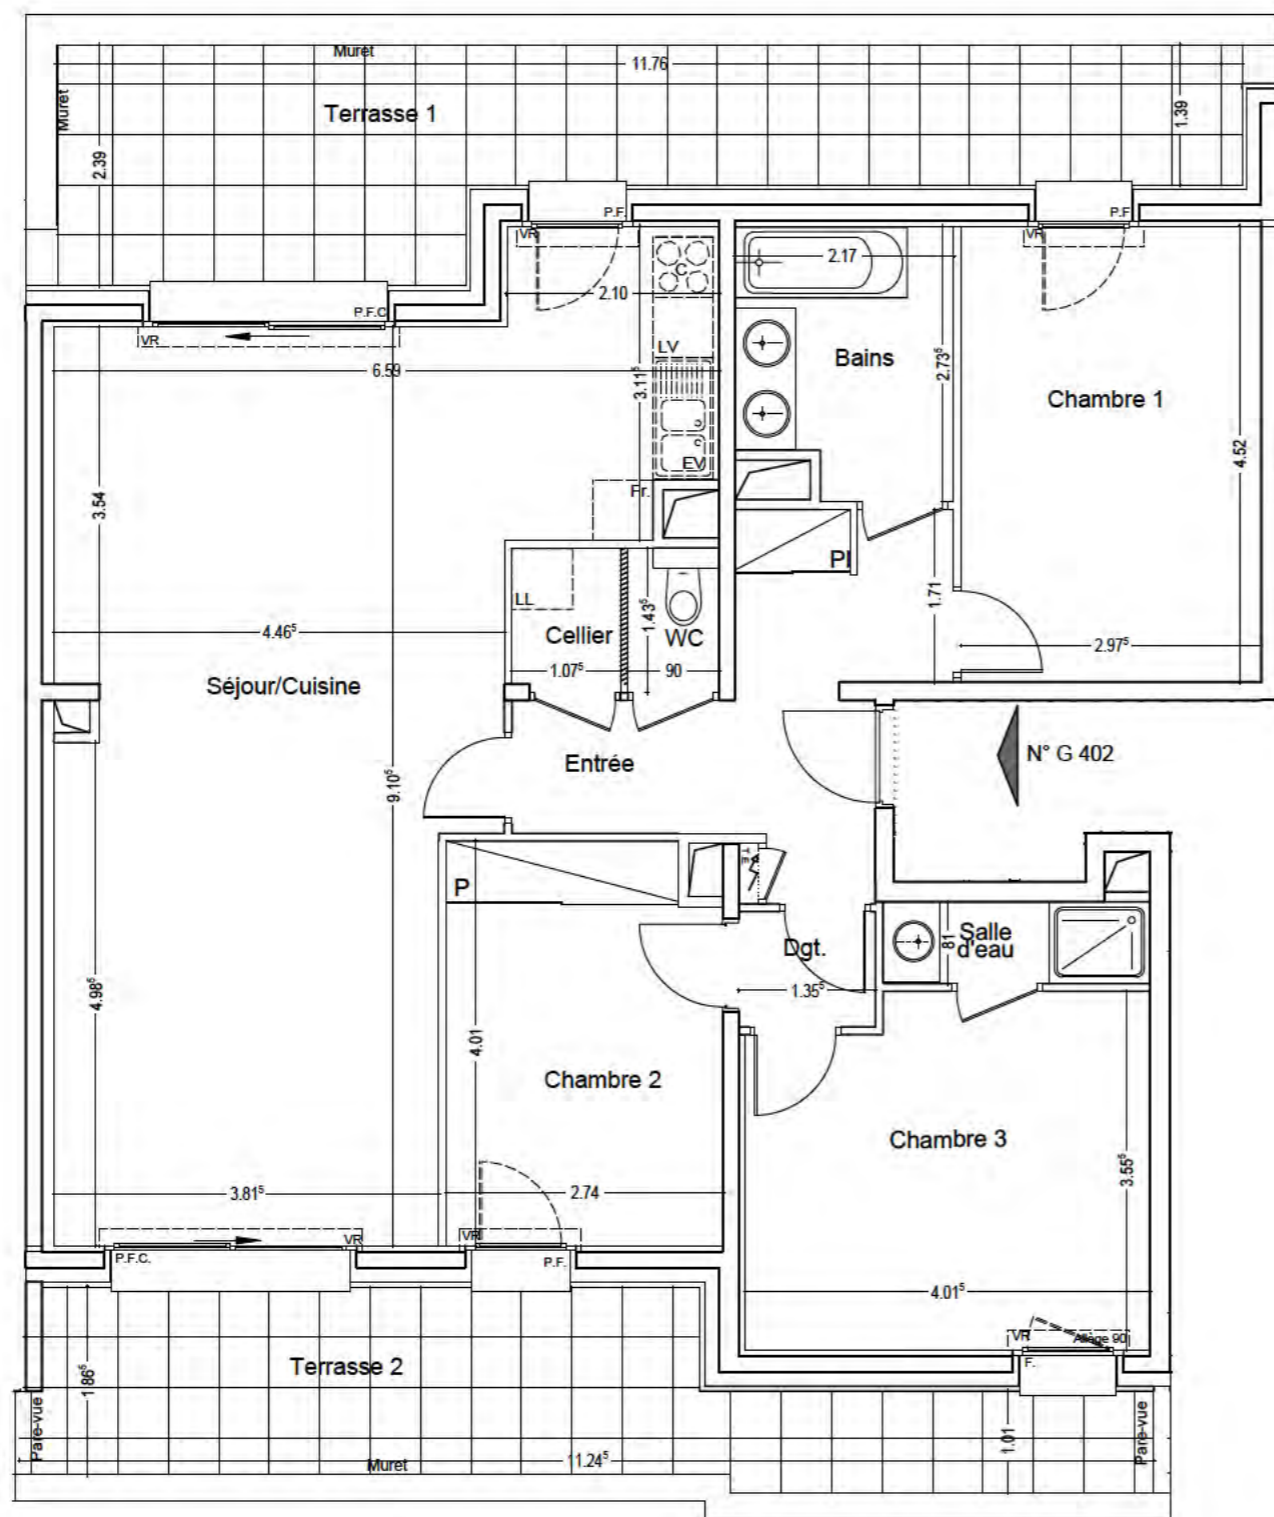 Muret
11.76
Muret
Terrasse 1
1.39
2.39
P.F.
P.F
VR
VR
2.17
C
2.10
P.F.C
VR
LV
Bains
6.59
3.11⁵
2.73⁵
Chambre 1
4.52
EV
Fr.
3.54
Pl
LL
1.43⁵
1.71
4.46⁵
Cellier
WC
2.97⁵
1.07⁵
90
Séjour/Cuisine
N° G 402
Entrée
9.10⁵
T.E
P
Salle
d'eau
81
Dgt.
4.98⁵
1.35⁵
4.01
Chambre 2
Chambre 3
3.55⁵
3.81⁵
2.74
VR
VR
P.F.C.
P.F.
4.01⁵
VR
Allège 90
F.
Terrasse 2
1.86⁵
Pare-vue
1.01
Pare-vue
Muret
11.24⁵